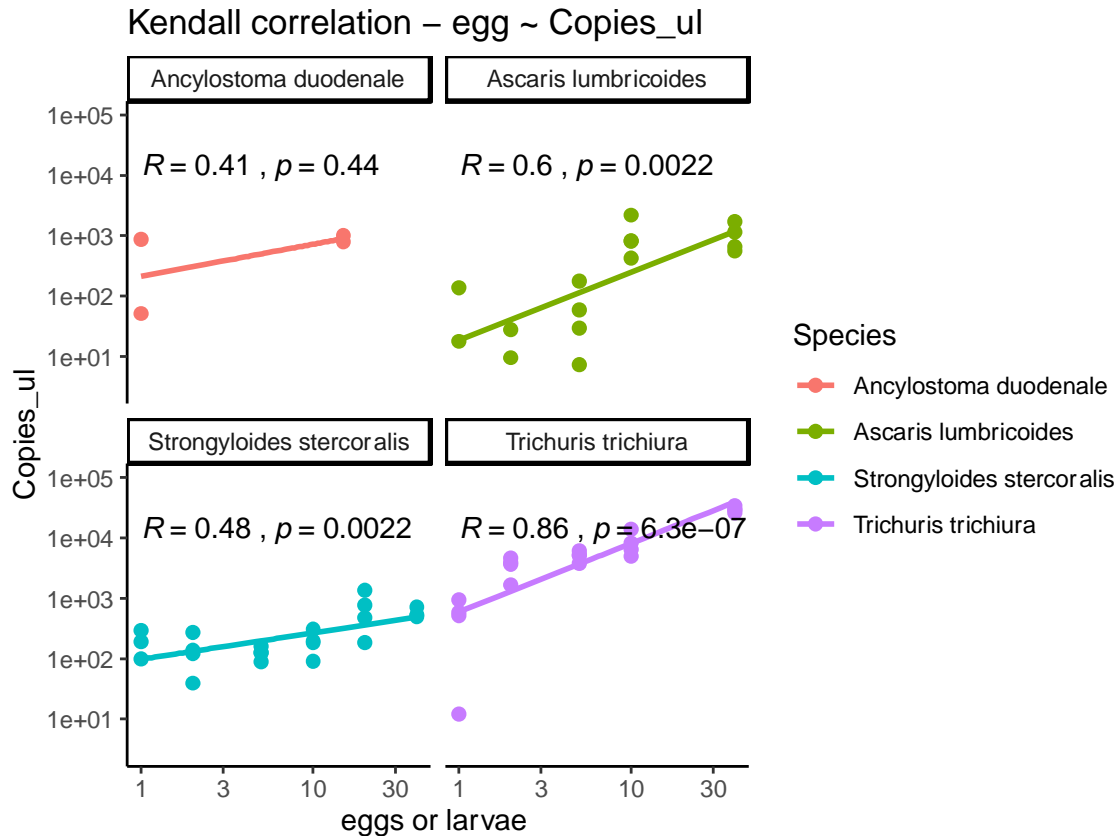 Kendall correlation − egg ~ Copies_ul
Ancylostoma duodenale
Ascaris lumbricoides
1e+05
1e+04
1e+03
1e+02
1e+01
R = 0.41 , p = 0.44
R = 0.6 , p = 0.0022
Strongyloides stercoralis
Trichuris trichiura
1e+05
1e+04
1e+03
1e+02
1e+01
R = 0.48 , p = 0.0022
R = 0.86 , p = 6.3e−07
1 3 10 30
1 3 10 30
eggs or larvae
Copies_ul
Species
Ancylostoma duodenale
Ascaris lumbricoides
Strongyloides stercoralis
Trichuris trichiura